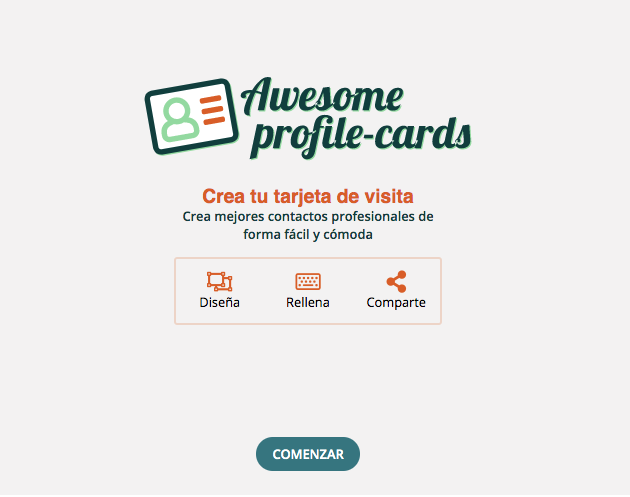 Awesome
profile-cards
Crea tu tarjeta de visita
Crea mejores contactos profesionales de
forma fácil y cómoda
Diseña Rellena Comparte
COMENZAR